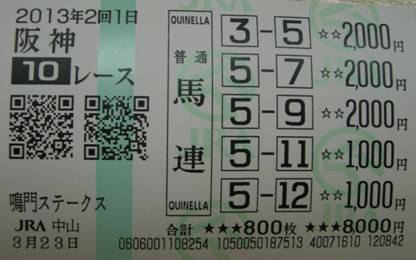 2013年2回1日
阪神
10レース
鳴門ステークス
JRA 中山
3月23日
QUINELLA
普通
馬連
QUINELLA
3-5 ☆☆2,000円
5-7 ☆☆2,000円
5-9 ☆☆2,000円
5-11 ☆☆1,000円
5-12 ☆☆1,000円
合計 ★★★800枚 ★★★8,000円
0606001108254 1050050187513 40071610 120842
JRA